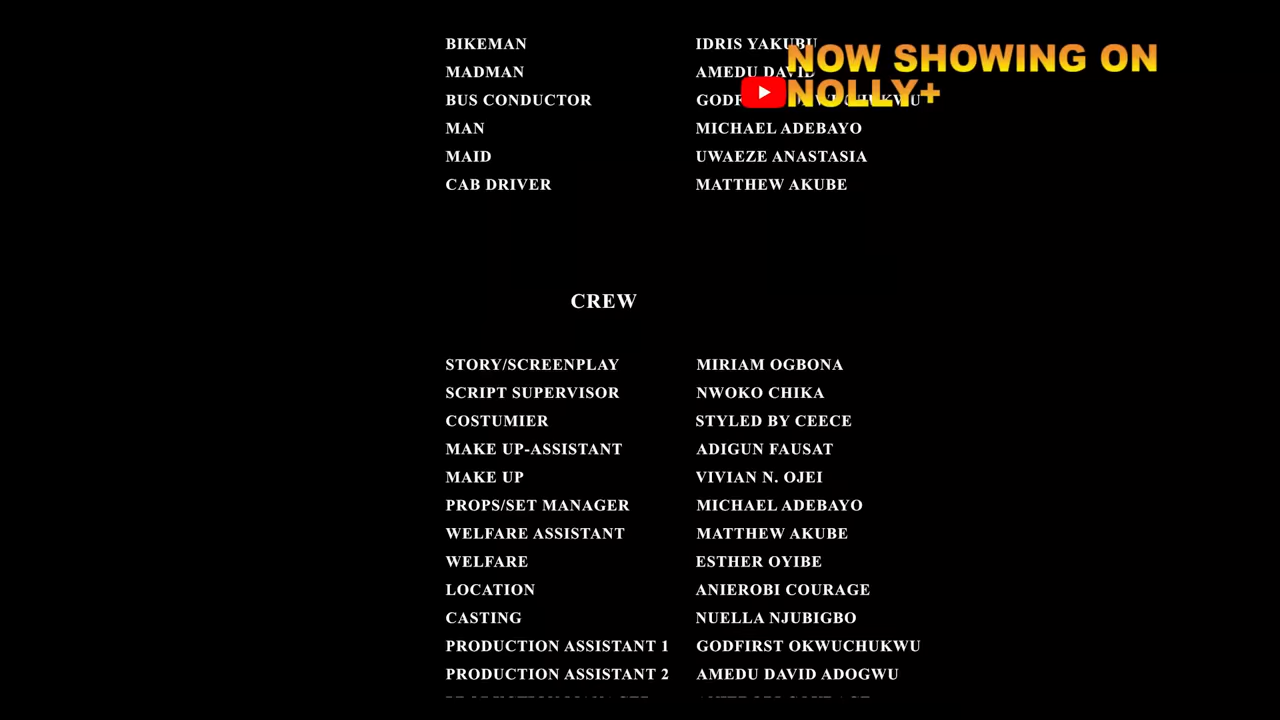 BIKEMAN IDRIS YAKUBU
NOW SHOWING ON
MADMAN AMEDU DAVID
NOLLY+
BUS CONDUCTOR
MAN MICHAEL ADEBAYO
MAID UWAEZE ANASTASIA
CAB DRIVER MATTHEW AKUBE
CREW
STORY/SCREENPLAY MIRIAM OGBONA
SCRIPT SUPERVISOR NWOKO CHIKA
COSTUMIER STYLED BY CEECE
MAKE UP-ASSISTANT ADIGUN FAUSAT
MAKE UP VIVIAN N. OJEI
PROPS/SET MANAGER MICHAEL ADEBAYO
WELFARE ASSISTANT MATTHEW AKUBE
WELFARE ESTHER OYIBE
LOCATION ANIEROBI COURAGE
CASTING NUELLA NJUBIGBO
PRODUCTION ASSISTANT 1 GODFIRST OKWUCHUKWU
PRODUCTION ASSISTANT 2 AMEDU DAVID ADOGWU